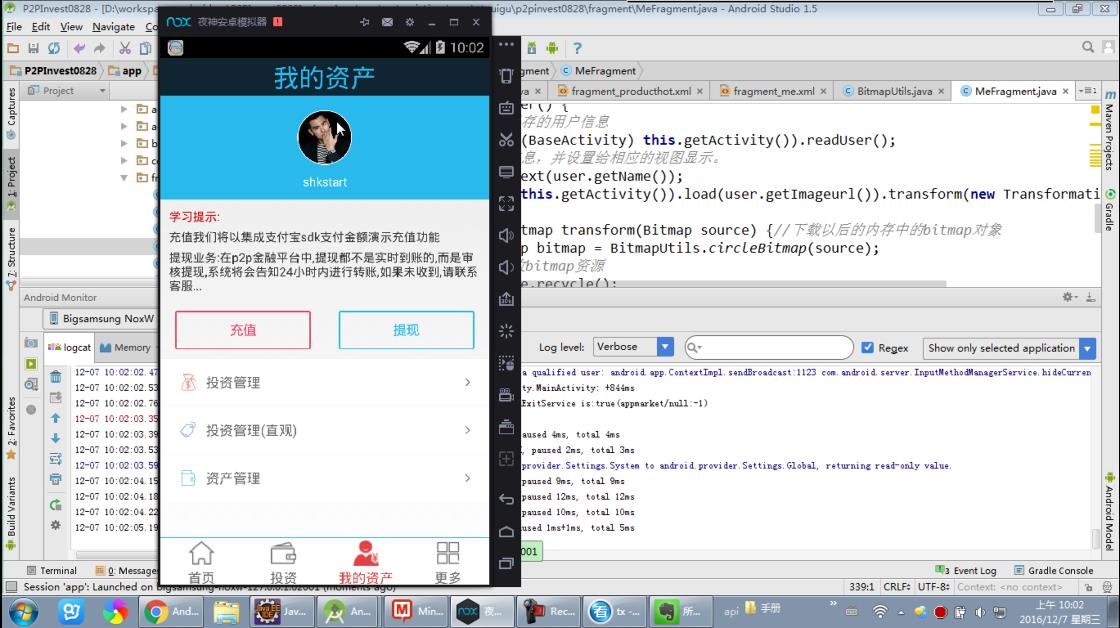 P2PInvest0828 - [D:\workspa
uigu\p2pinvest0828\fragment\MeFragment.java - Android Studio 1.5
File Edit View Navigate Co
P2PInvest0828 app
gment MeFragment
Project
fragment_producthot.xml fragment_me.xml BitmapUtils.java MeFragment.java
Captures
1: Project
7: Structure
2: Favorites
Build Variants
Maven Projects
Gradle
Android Model
nox 夜神安卓模拟器
10:02
我的资产
shkstart
学习提示:
充值我们将以集成支付宝sdk支付金额演示充值功能
提现业务:在p2p金融平台中,提现都不是实时到账的,而是审
核提现,系统将会告知24小时内进行转账,如果未收到,请联系
客服...
充值 提现
投资管理
投资管理(直观)
资产管理
首页 投资 我的资产 更多
ser() {
存的用户信息
(BaseActivity) this.getActivity()).readUser();
息，并设置给相应的视图显示。
ext(user.getName());
this.getActivity()).load(user.getImageurl()).transform(new Transformati
tmap transform(Bitmap source) {//下载以后的内存中的bitmap对象
p bitmap = BitmapUtils.circleBitmap(source);
bitmap资源
e.recycle();
Android Monitor
Bigsamsung NoxW
logcat Memory
Log level: Verbose Regex Show only selected application
12-07 10:02:02.47
12-07 10:02:02.53
12-07 10:02:02.76
12-07 10:02:03.35
12-07 10:02:03.39
12-07 10:02:03.53
12-07 10:02:03.59
12-07 10:02:04.15
12-07 10:02:04.18
12-07 10:02:04.22
12-07 10:02:05.19
a qualified user: android.app.ContextImpl.sendBroadcast:1123 com.android.server.InputMethodManagerService.hideCurren
ty.MainActivity: +844ms
ExitService is:true(appmarket/null:-1)
paused 4ms, total 4ms
, paused 2ms, total 3ms
provider.Settings.System to android.provider.Settings.Global, returning read-only value.
paused 9ms, total 9ms
paused 12ms, total 12ms
paused 10ms, total 10ms
used 1ms+1ms, total 5ms
001
Terminal 0: Messages
3 Event Log Gradle Console
Session 'app': Launched on bigsamsung-nox-127.0.0.1:62001 (moments ago)
339:1 CRLF÷ UTF-8÷ Context: <no context>
And... Jav... An... Min... 夜... Rec... tx -... 所... api 手册
上午 10:02
2016/12/7 星期三